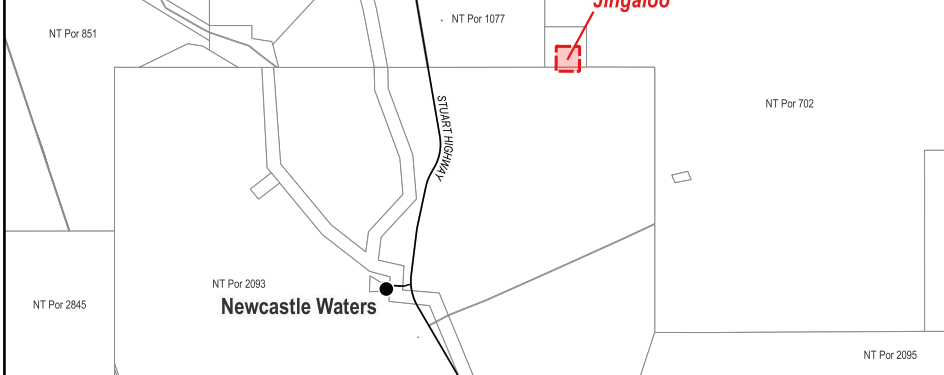 Jingaloo
NT Por 1077
NT Por 851
NT Por 702
STUART HIGHWAY
NT Por 2093
NT Por 2845
Newcastle Waters
NT Por 2095